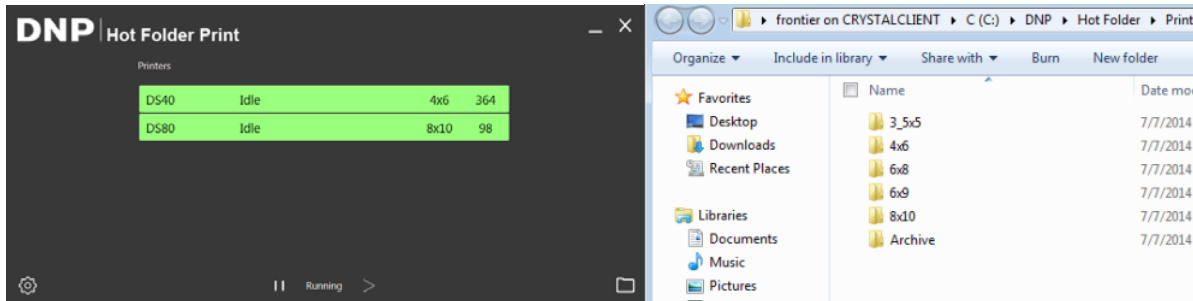 DNP Hot Folder Print
Printers
DS40 Idle 4x6 364
DS80 Idle 8x10 98
Running
frontier on CRYSTALCLIENT C (C:) DNP Hot Folder Print
Organize Include in library Share with Burn New folder
Favorites
Desktop
Downloads
Recent Places
Libraries
Documents
Music
Pictures
Name Date mo
3_5x5 7/7/2014
4x6 7/7/2014
6x8 7/7/2014
6x9 7/7/2014
8x10 7/7/2014
Archive 7/7/2014